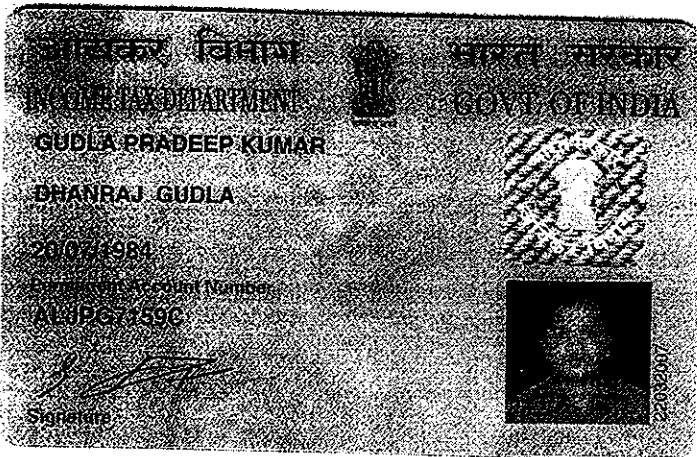 आयकर विभाग
भारत सरकार
INCOME TAX DEPARTMENT
GOVT. OF INDIA
GUDLA PRADEEP KUMAR
DHANRAJ GUDLA
20/07/1984
Permanent Account Number
Signature